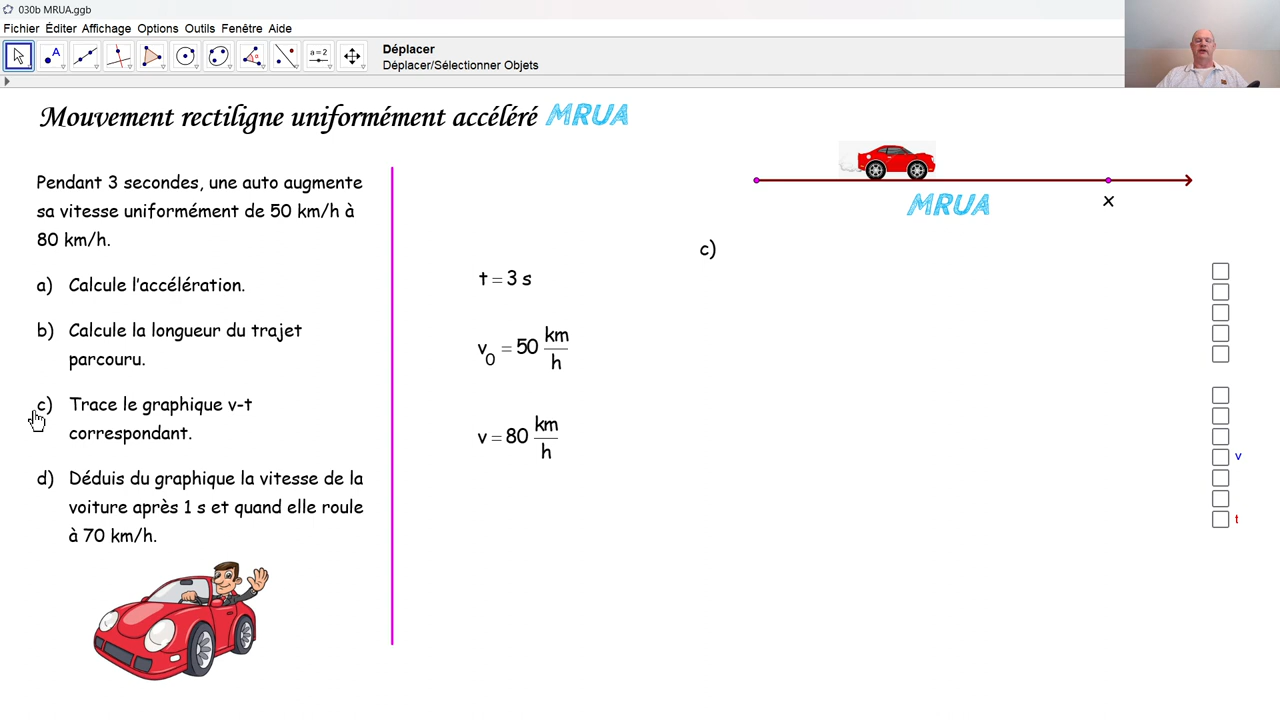 030b MRUA.ggb
Fichier Éditer Affichage Options Outils Fenêtre Aide
A
a=2
Déplacer
Déplacer/Sélectionner Objets
Mouvement rectiligne uniformément accéléré MRUA
Pendant 3 secondes, une auto augmente
sa vitesse uniformément de 50 km/h à
80 km/h.
a) Calcule l'accélération.
b) Calcule la longueur du trajet
parcouru.
c) Trace le graphique v-t
correspondant.
d) Déduis du graphique la vitesse de la
voiture après 1 s et quand elle roule
à 70 km/h.
t = 3 s
v₀ = 50 km/h
v = 80 km/h
MRUA
x
c)
v
t